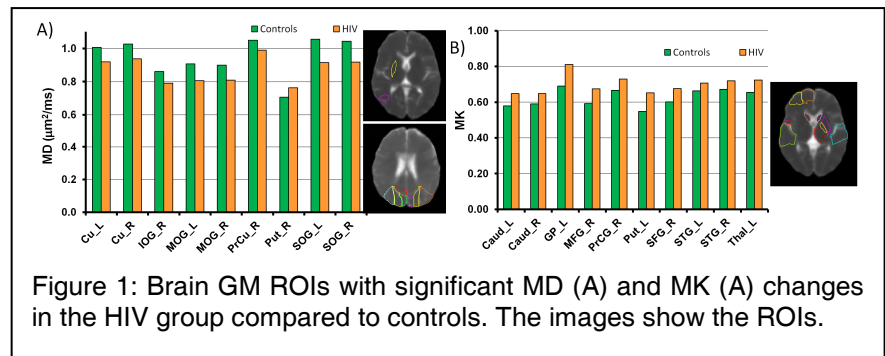 A)
Controls HIV
MD (µm²/ms)
1.0
0.8
0.6
0.4
0.2
0.0
Cu_L Cu_R IOG_R MOG_L MOG_R PrCu_R Put_R SOG_L SOG_R
B)
Controls HIV
MK
0.80
0.60
0.40
0.20
0.00
Caud_L Caud_R GP_L MFG_R PrCG_R Put_L SFG_R STG_L STG_R Thal_L
Figure 1: Brain GM ROIs with significant MD (A) and MK (A) changes
in the HIV group compared to controls. The images show the ROIs.